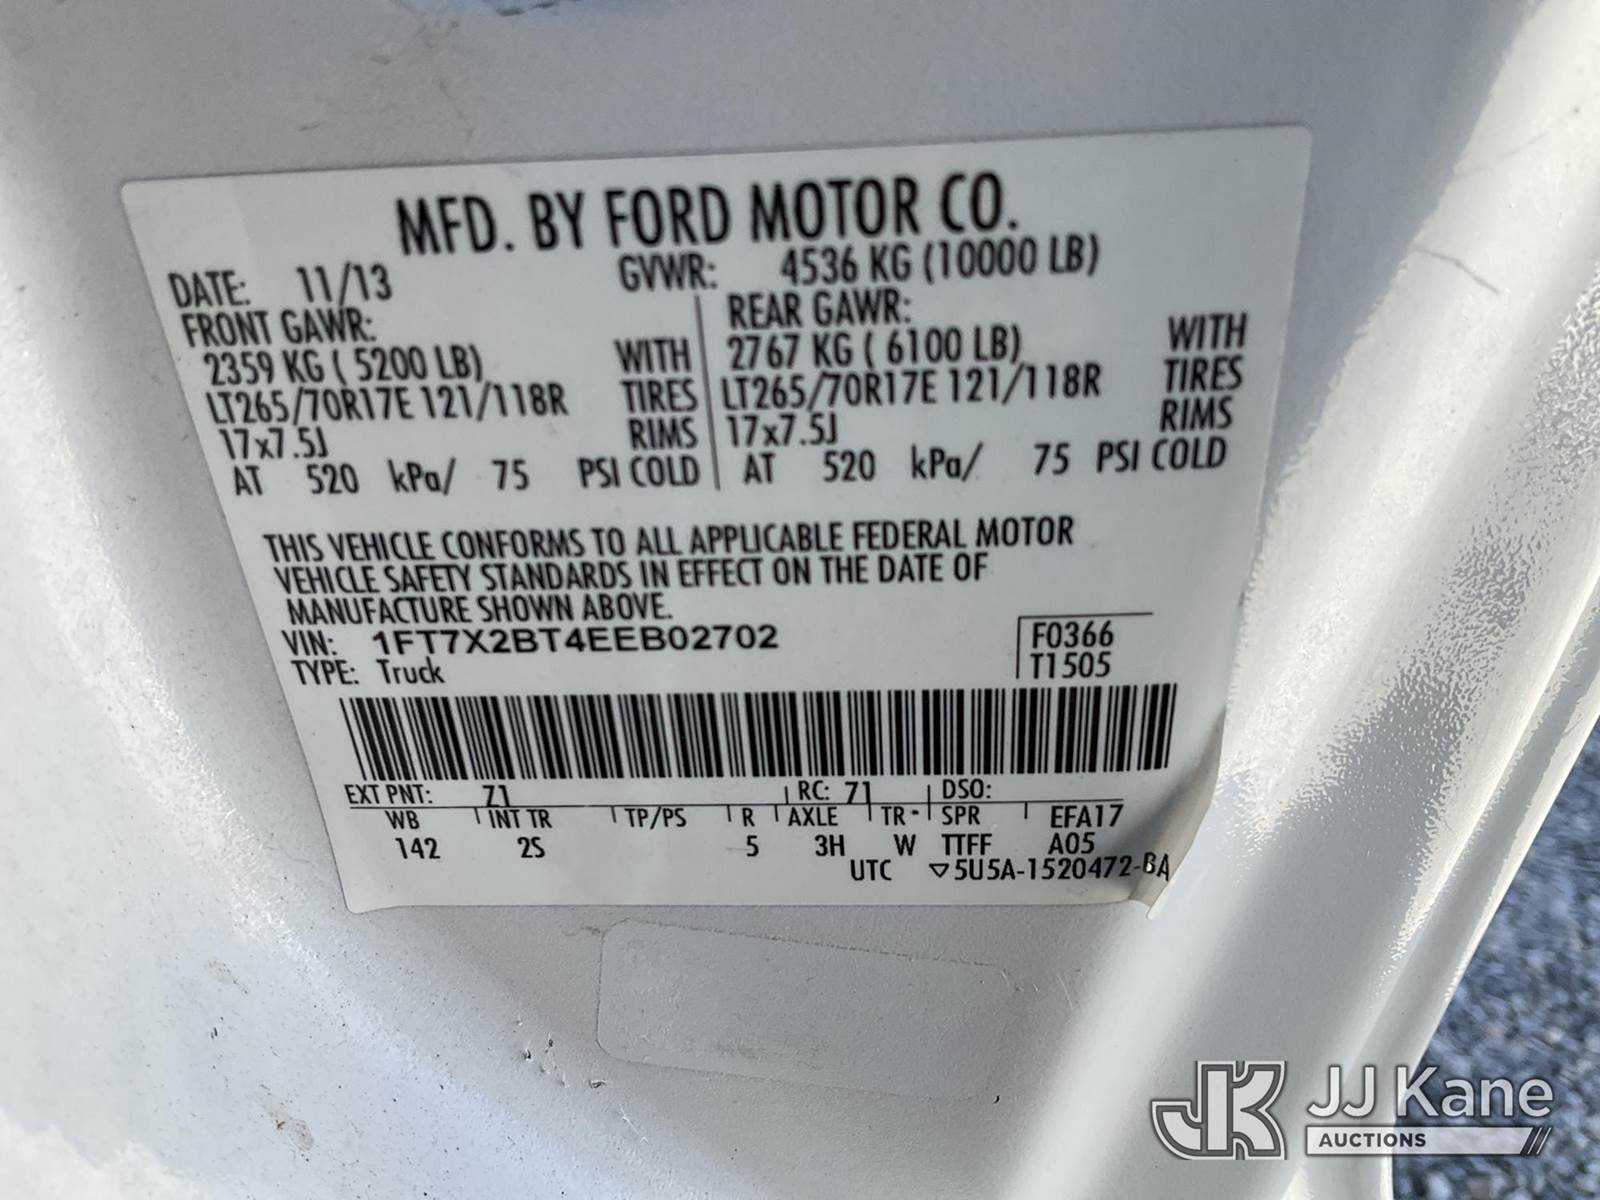 MFD. BY FORD MOTOR CO.
DATE: 11/13 GVWR: 4536 KG (10000 LB)
FRONT GAWR: REAR GAWR:
2359 KG ( 5200 LB) WITH 2767 KG ( 6100 LB) WITH
LT265/70R17E 121/118R TIRES LT265/70R17E 121/118R TIRES
17x7.5J RIMS 17x7.5J RIMS
AT 520 kPa/ 75 PSI COLD AT 520 kPa/ 75 PSI COLD
THIS VEHICLE CONFORMS TO ALL APPLICABLE FEDERAL MOTOR
VEHICLE SAFETY STANDARDS IN EFFECT ON THE DATE OF
MANUFACTURE SHOWN ABOVE.
VIN: 1FT7X2BT4EEB02702 F0366
TYPE: Truck T1505
EXT PNT: Z1 RC: 71 DSO:
WB INT TR TP/PS R AXLE TR- SPR EFA17
142 2S 5 3H W TTFF A05
UTC ▽5U5A-1520472-BA
JK JJ Kane
AUCTIONS